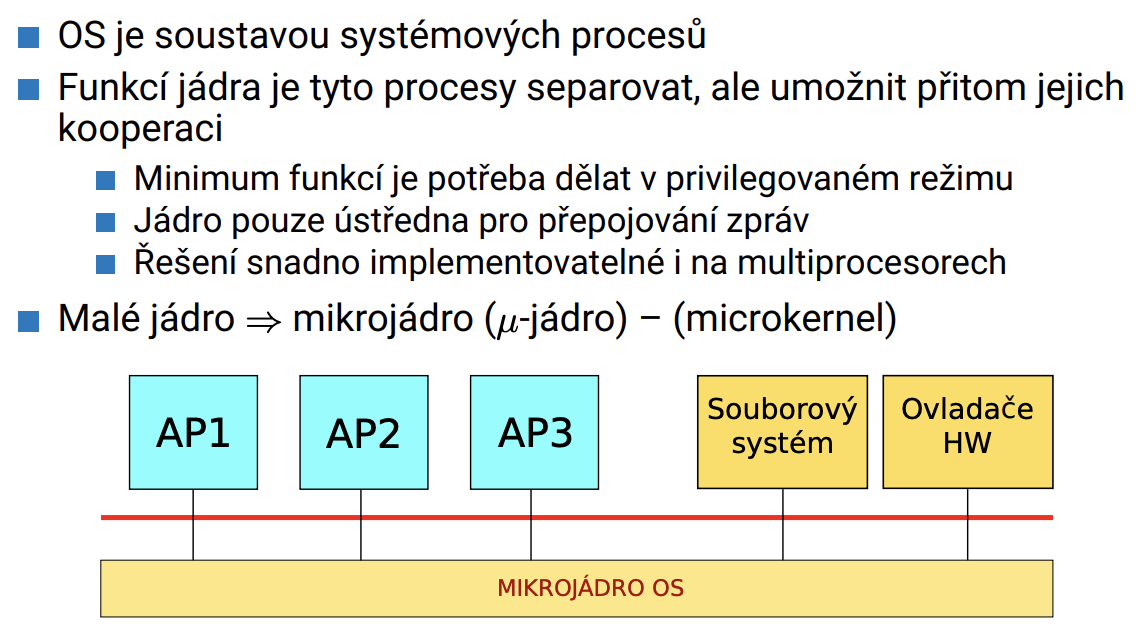 OS je soustavou systémových procesů
Funkcí jádra je tyto procesy separovat, ale umožnit přitom jejich
kooperaci
Minimum funkcí je potřeba dělat v privilegovaném režimu
Jádro pouze ústředna pro přepojování zpráv
Řešení snadno implementovatelné i na multiprocesorech
Malé jádro ⇒ mikrojádro (μ-jádro) – (microkernel)
AP1
AP2
AP3
Souborový
systém
Ovladače
HW
MIKROJÁDRO OS